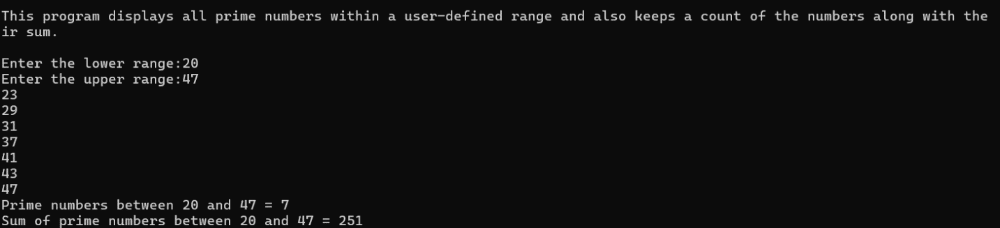 This program displays all prime numbers within a user-defined range and also keeps a count of the numbers along with the
ir sum.
Enter the lower range:20
Enter the upper range:47
23
29
31
37
41
43
47
Prime numbers between 20 and 47 = 7
Sum of prime numbers between 20 and 47 = 251